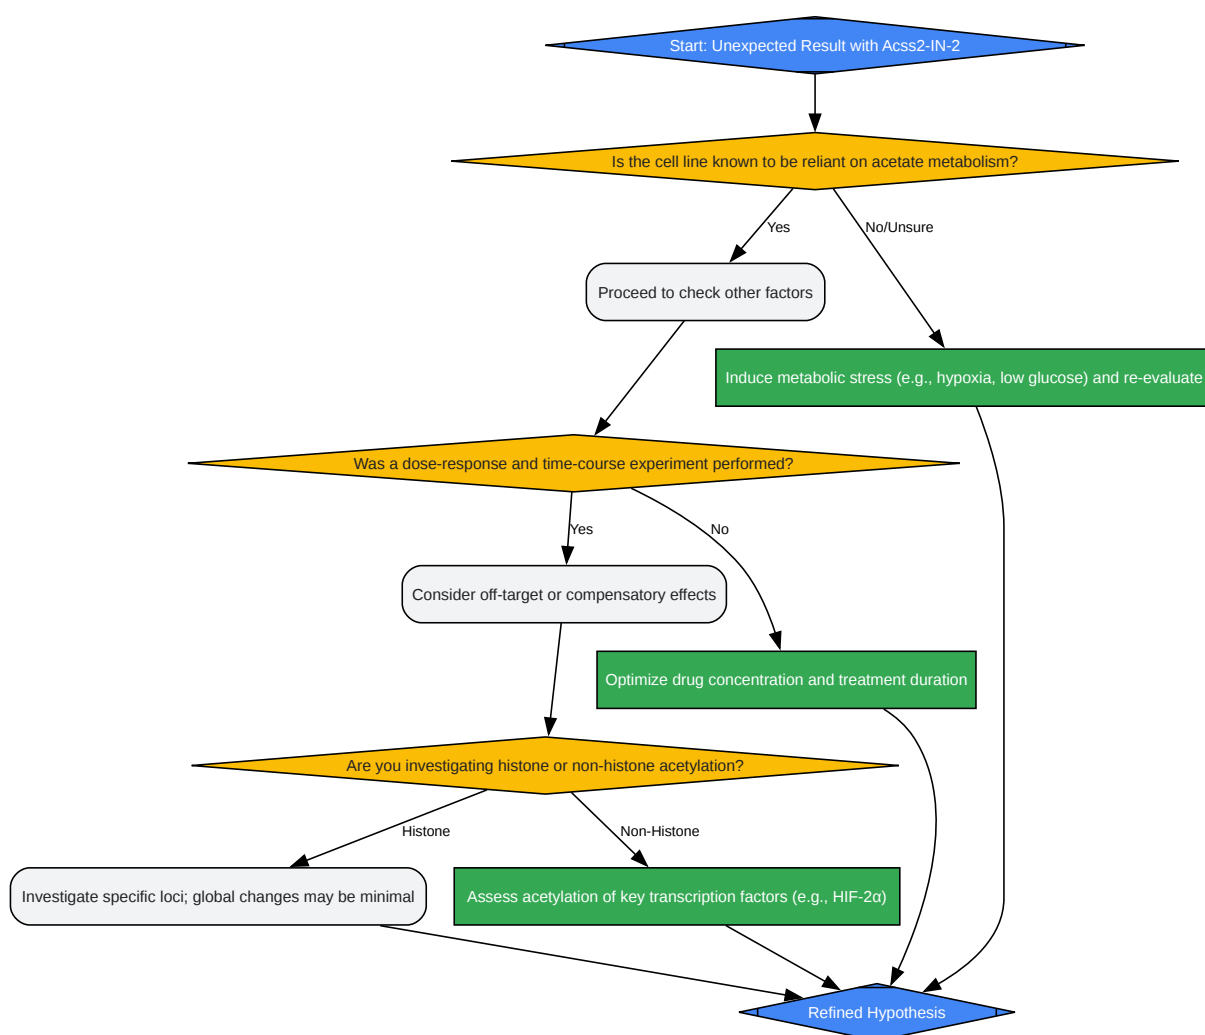 Start: Unexpected Result with Acss2-IN-2
Is the cell line known to be reliant on acetate metabolism?
Yes
No/Unsure
Proceed to check other factors
Induce metabolic stress (e.g., hypoxia, low glucose) and re-evaluate
Was a dose-response and time-course experiment performed?
Yes
No
Consider off-target or compensatory effects
Optimize drug concentration and treatment duration
Are you investigating histone or non-histone acetylation?
Histone
Non-Histone
Investigate specific loci; global changes may be minimal
Assess acetylation of key transcription factors (e.g., HIF-2α)
Refined Hypothesis